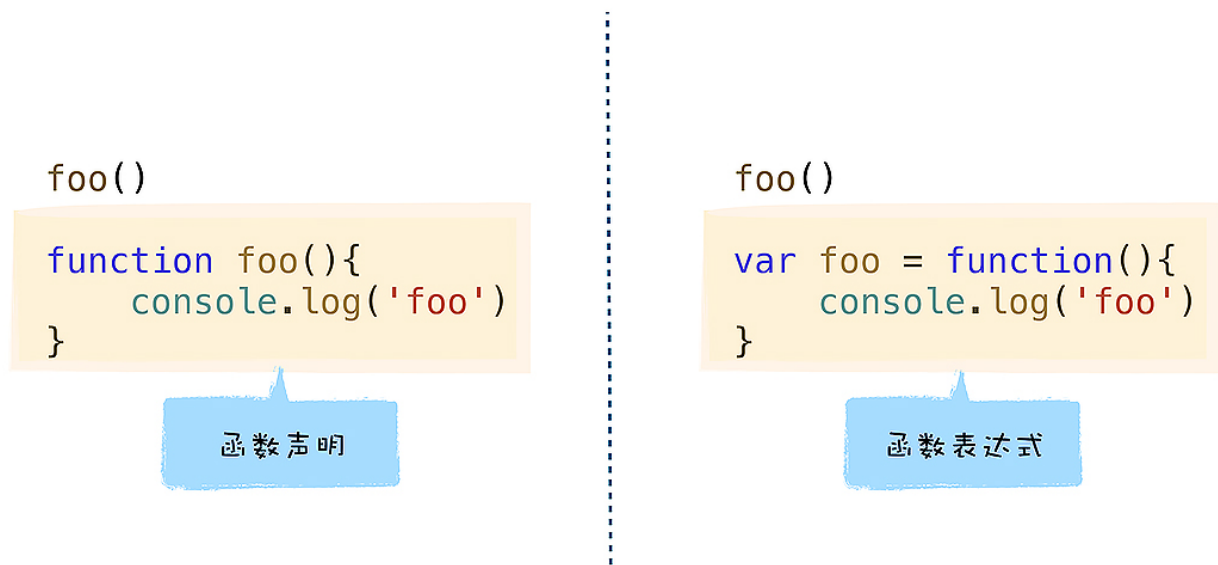 foo()
function foo(){
    console.log('foo')
}
函数声明
foo()
var foo = function(){
    console.log('foo')
}
函数表达式